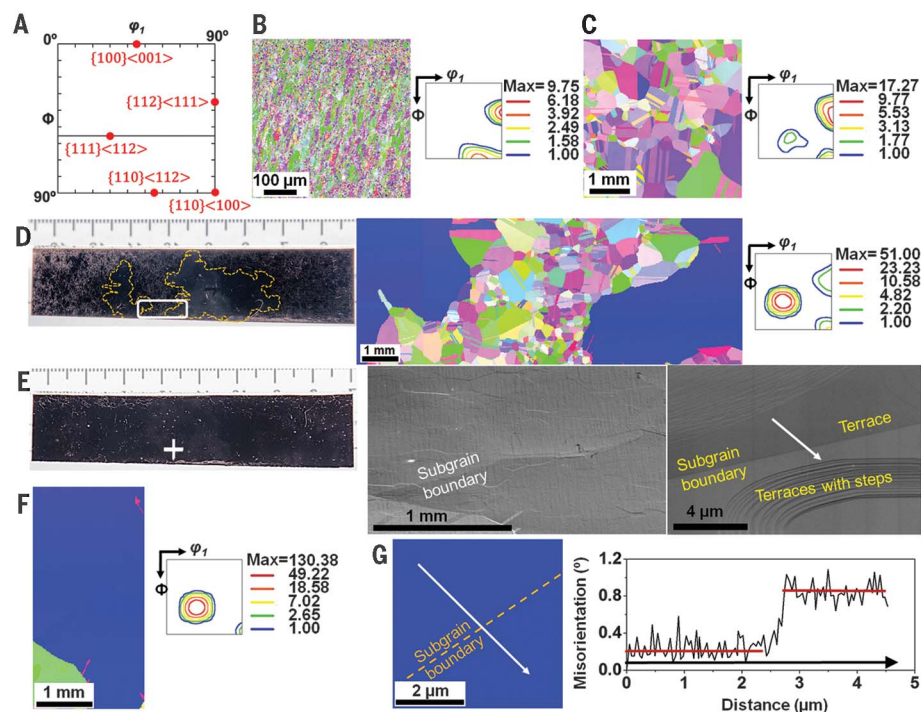 A
φ1
0º
90º
{100}<001>
{112}<111>
Φ
{111}<112>
{110}<112>
90º
{110}<100>
B
100 µm
φ1
Φ
Max=9.75
6.18
3.92
2.49
1.58
1.00
C
1 mm
φ1
Φ
Max=17.27
9.77
5.53
3.13
1.77
1.00
D
1 mm
φ1
Φ
Max=51.00
23.23
10.58
4.82
2.20
1.00
E
Subgrain
boundary
1 mm
Terrace
Subgrain
boundary
Terraces with steps
4 µm
F
1 mm
φ1
Φ
Max=130.38
49.22
18.58
7.02
2.65
1.00
G
Subgrain
boundary
2 µm
Misorientation (º)
1.2
0.8
0.4
0.0
0 1 2 3 4 5
Distance (µm)